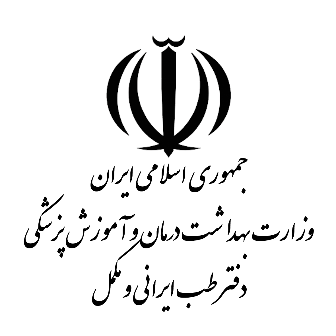 جمهوری اسلامی ایران
وزارت بهداشت درمان و آموزش پزشکی
دفتر طب ایرانی و مکمل